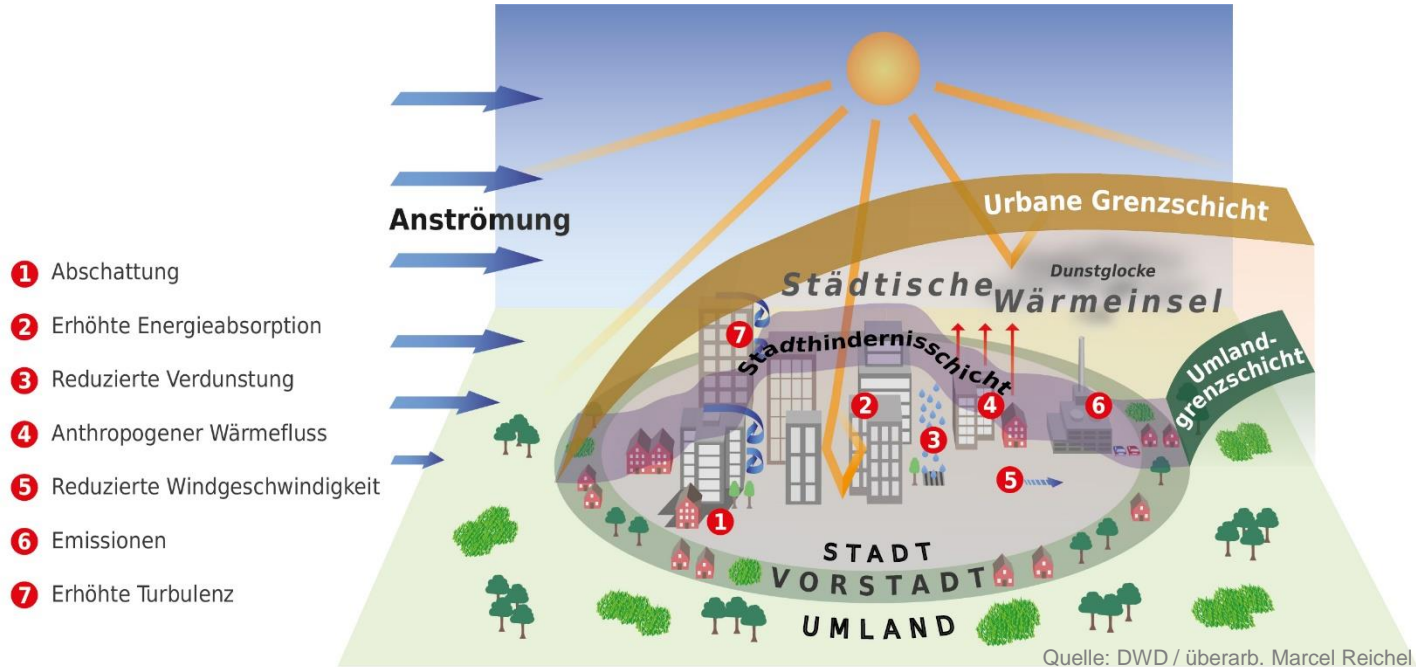 Anströmung
1 Abschattung
2 Erhöhte Energieabsorption
3 Reduzierte Verdunstung
4 Anthropogener Wärmefluss
5 Reduzierte Windgeschwindigkeit
6 Emissionen
7 Erhöhte Turbulenz
Urbane Grenzschicht
Städtische
Dunstglocke
Wärmeinsel
Stadthindernisschicht
Umland-
grenzschicht
7
2
4
6
3
5
1
STADT
VORSTADT
UMLAND
Quelle: DWD / überarb. Marcel Reichel